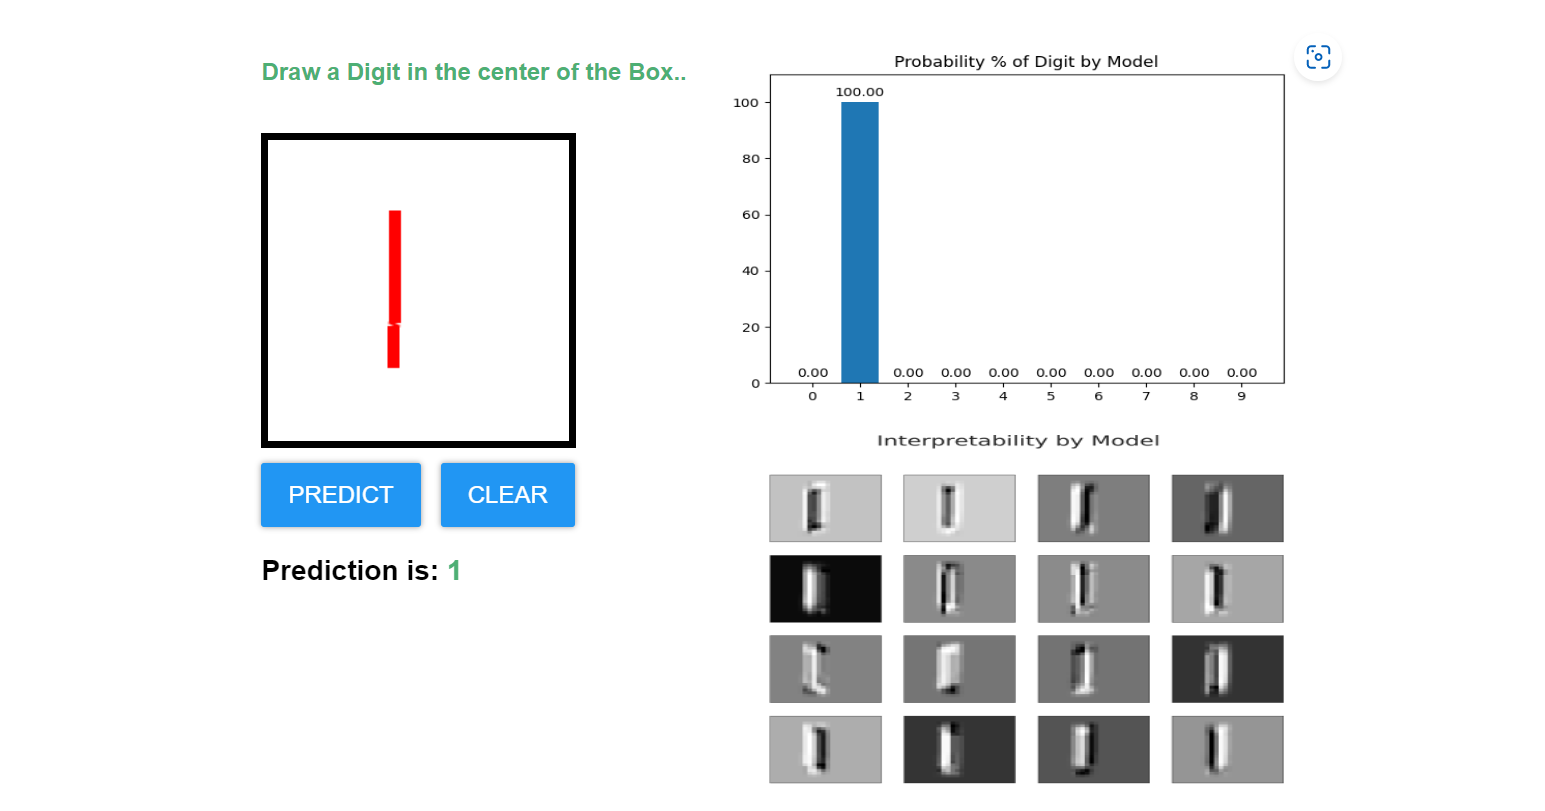 Draw a Digit in the center of the Box..
PREDICT
CLEAR
Prediction is: 1
Probability % of Digit by Model
100
80
60
40
20
0
0.00 100.00 0.00 0.00 0.00 0.00 0.00 0.00 0.00 0.00
0 1 2 3 4 5 6 7 8 9
Interpretability by Model